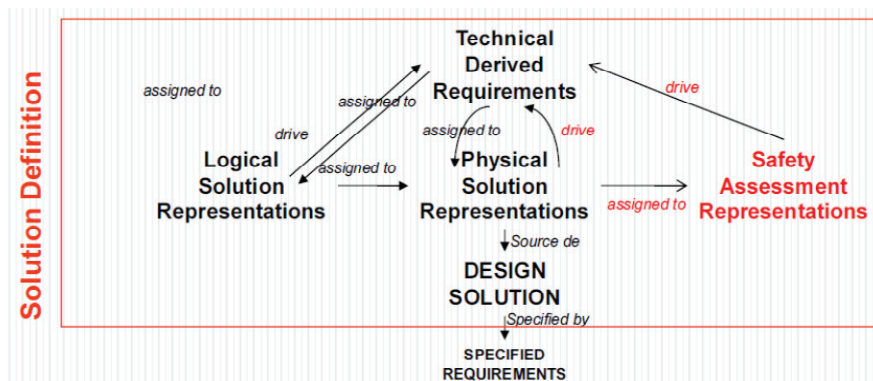 Solution Definition
Technical
Derived
Requirements
assigned to
assigned to
drive
drive
assigned to
drive
assigned to
Logical
Solution
Representations
Physical
Solution
Representations
Safety
Assessment
Representations
assigned to
Source de
DESIGN
SOLUTION
Specified by
SPECIFIED
REQUIREMENTS